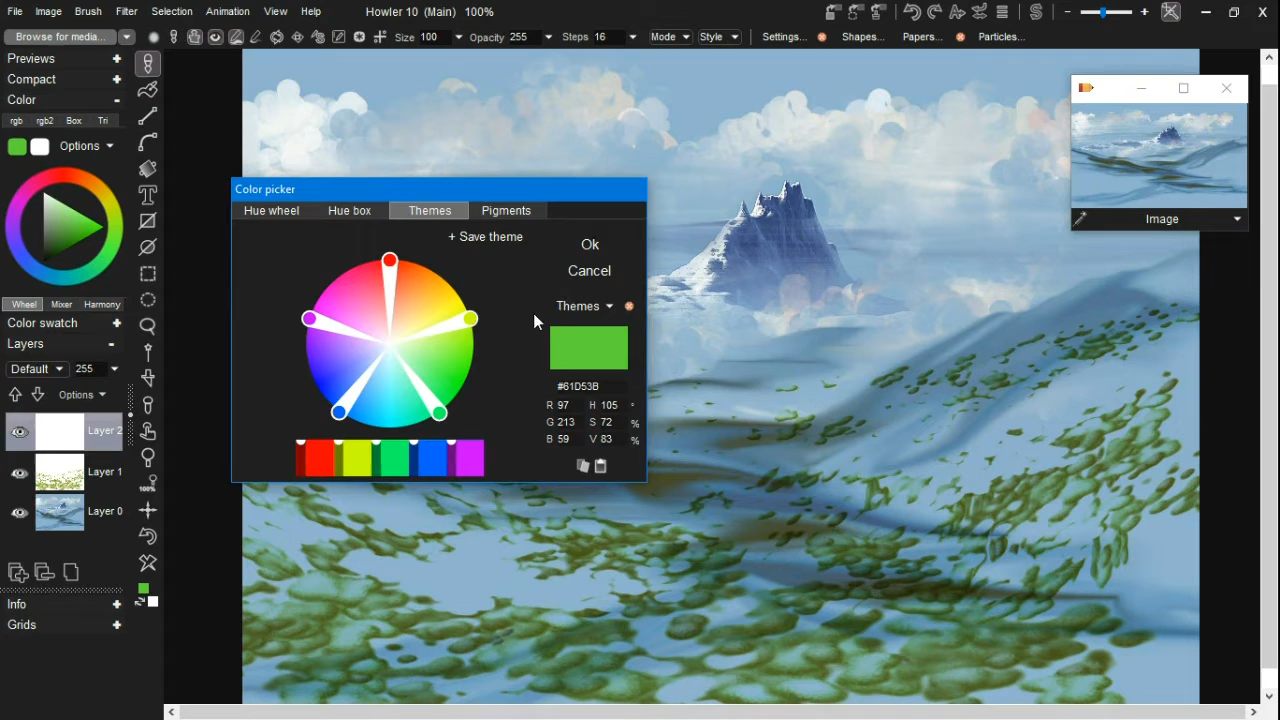 File Image Brush Filter Selection Animation View Help Howler 10 (Main) 100%
Browse for media... Size 100 Opacity 255 Steps 16 Mode Style Settings... Shapes... Papers... Particles...
Previews +
Compact +
Color -
rgb rgb2 Box Tri
Options
Wheel Mixer Harmony
Color swatch +
Layers -
Default 255
Options
Layer 2
Layer 1
Layer 0
Info +
Grids +
100%
Color picker
Hue wheel Hue box Themes Pigments
+ Save theme
Ok
Cancel
Themes
#61D53B
R 97 H 105 °
G 213 S 72 %
B 59 V 83 %
Image